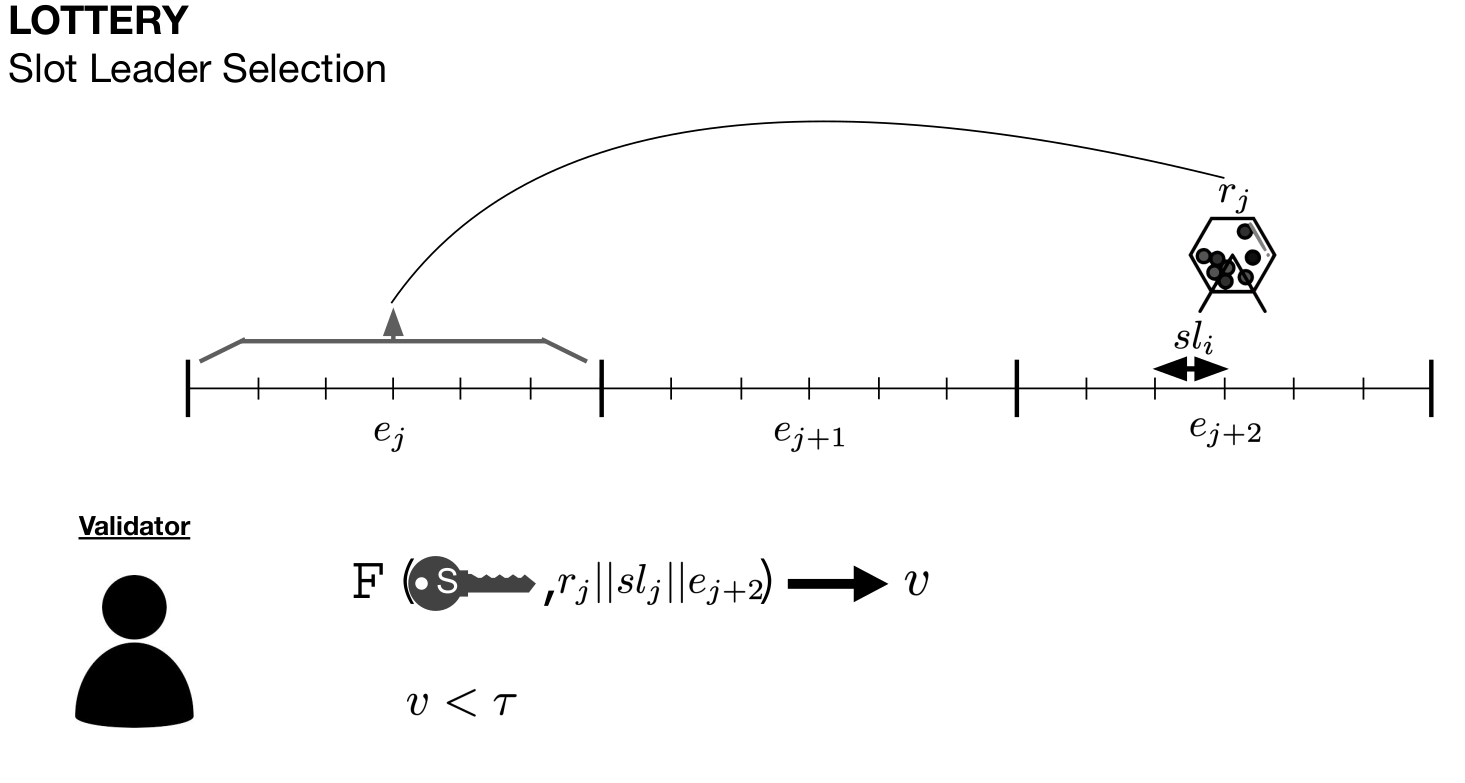 LOTTERY
Slot Leader Selection
r_j
sl_i
e_j e_{j+1} e_{j+2}
Validator
F (S, r_j||sl_j||e_{j+2}) → v
v < τ